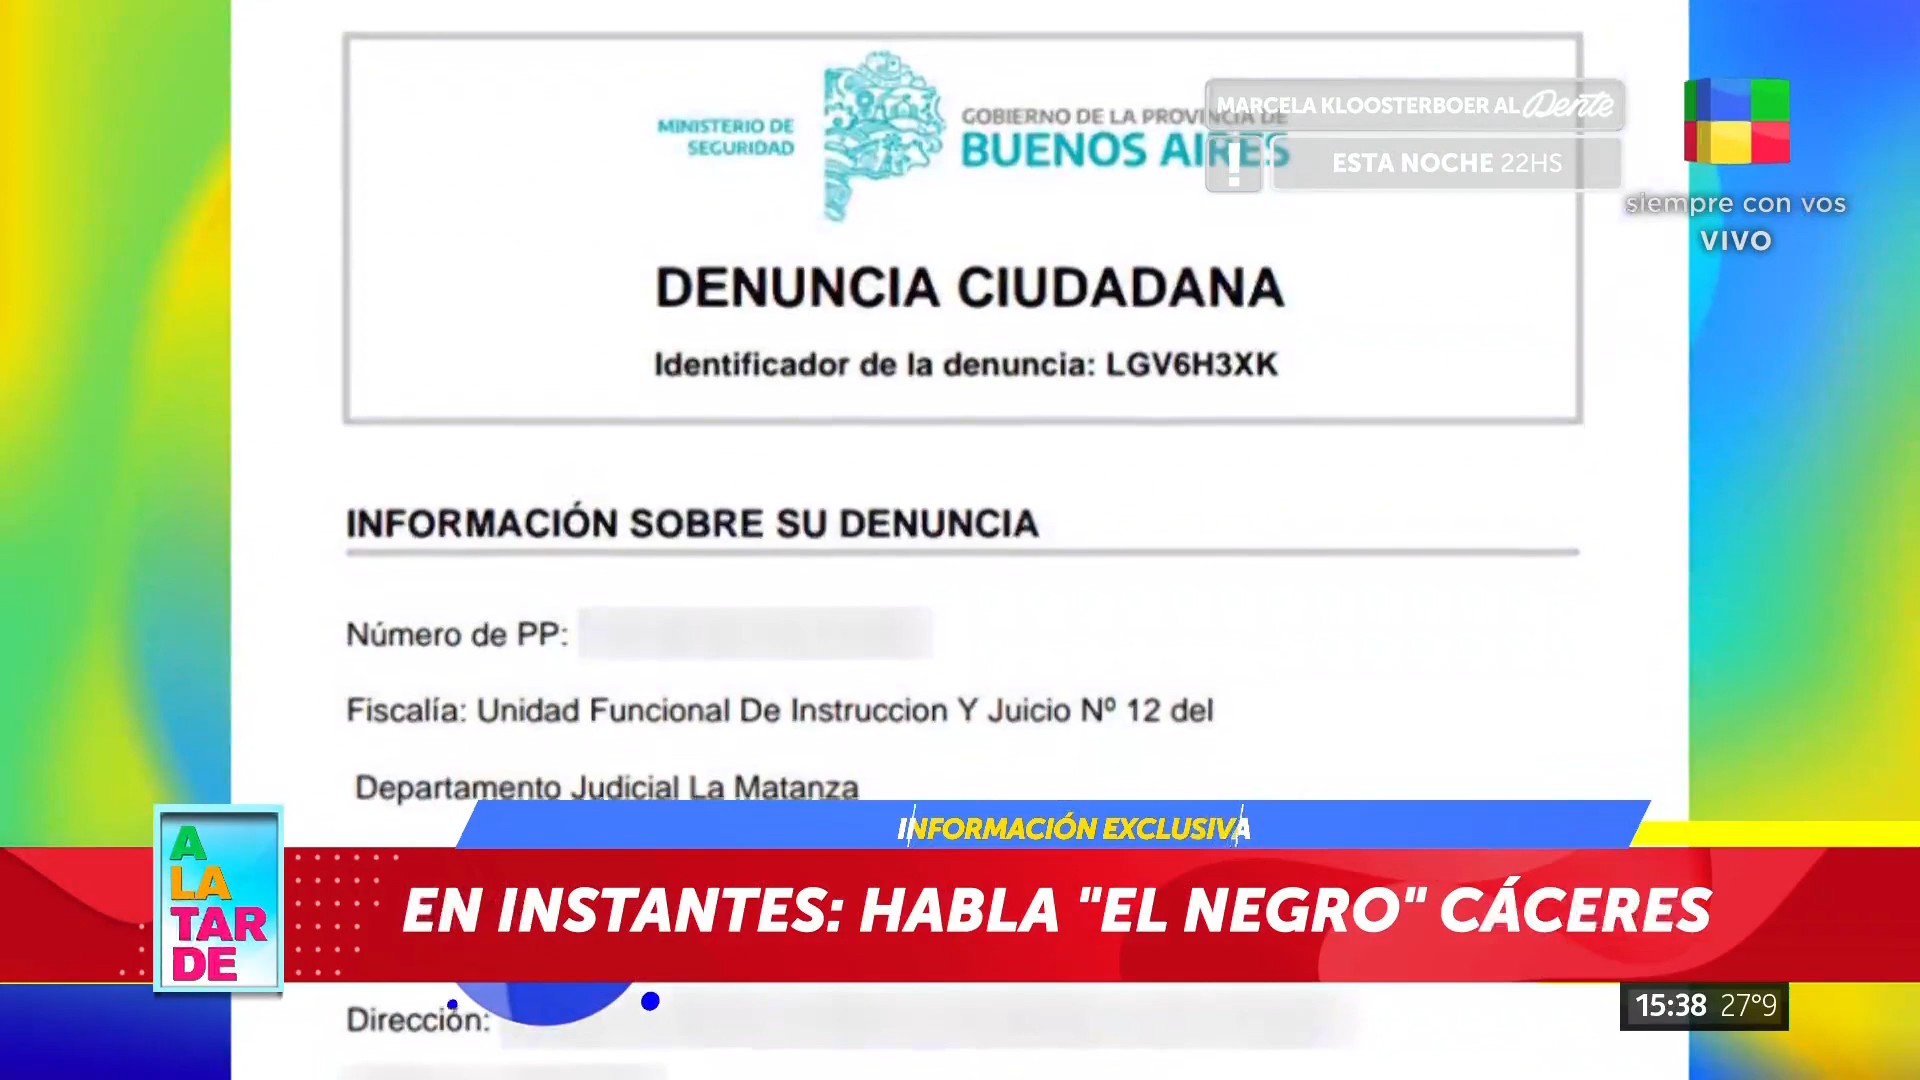 MINISTERIO DE
SEGURIDAD
GOBIERNO DE LA PROVINCIA DE
BUENOS AIRES
MARCELA KLOOSTERBOER AL Dente
! ESTA NOCHE 22HS
siempre con vos
VIVO
DENUNCIA CIUDADANA
Identificador de la denuncia: LGV6H3XK
INFORMACIÓN SOBRE SU DENUNCIA
Número de PP:
Fiscalía: Unidad Funcional De Instruccion Y Juicio Nº 12 del
Departamento Judicial La Matanza
INFORMACIÓN EXCLUSIVA
A
LA
TAR
DE
EN INSTANTES: HABLA "EL NEGRO" CÁCERES
Dirección:
15:38 27°9